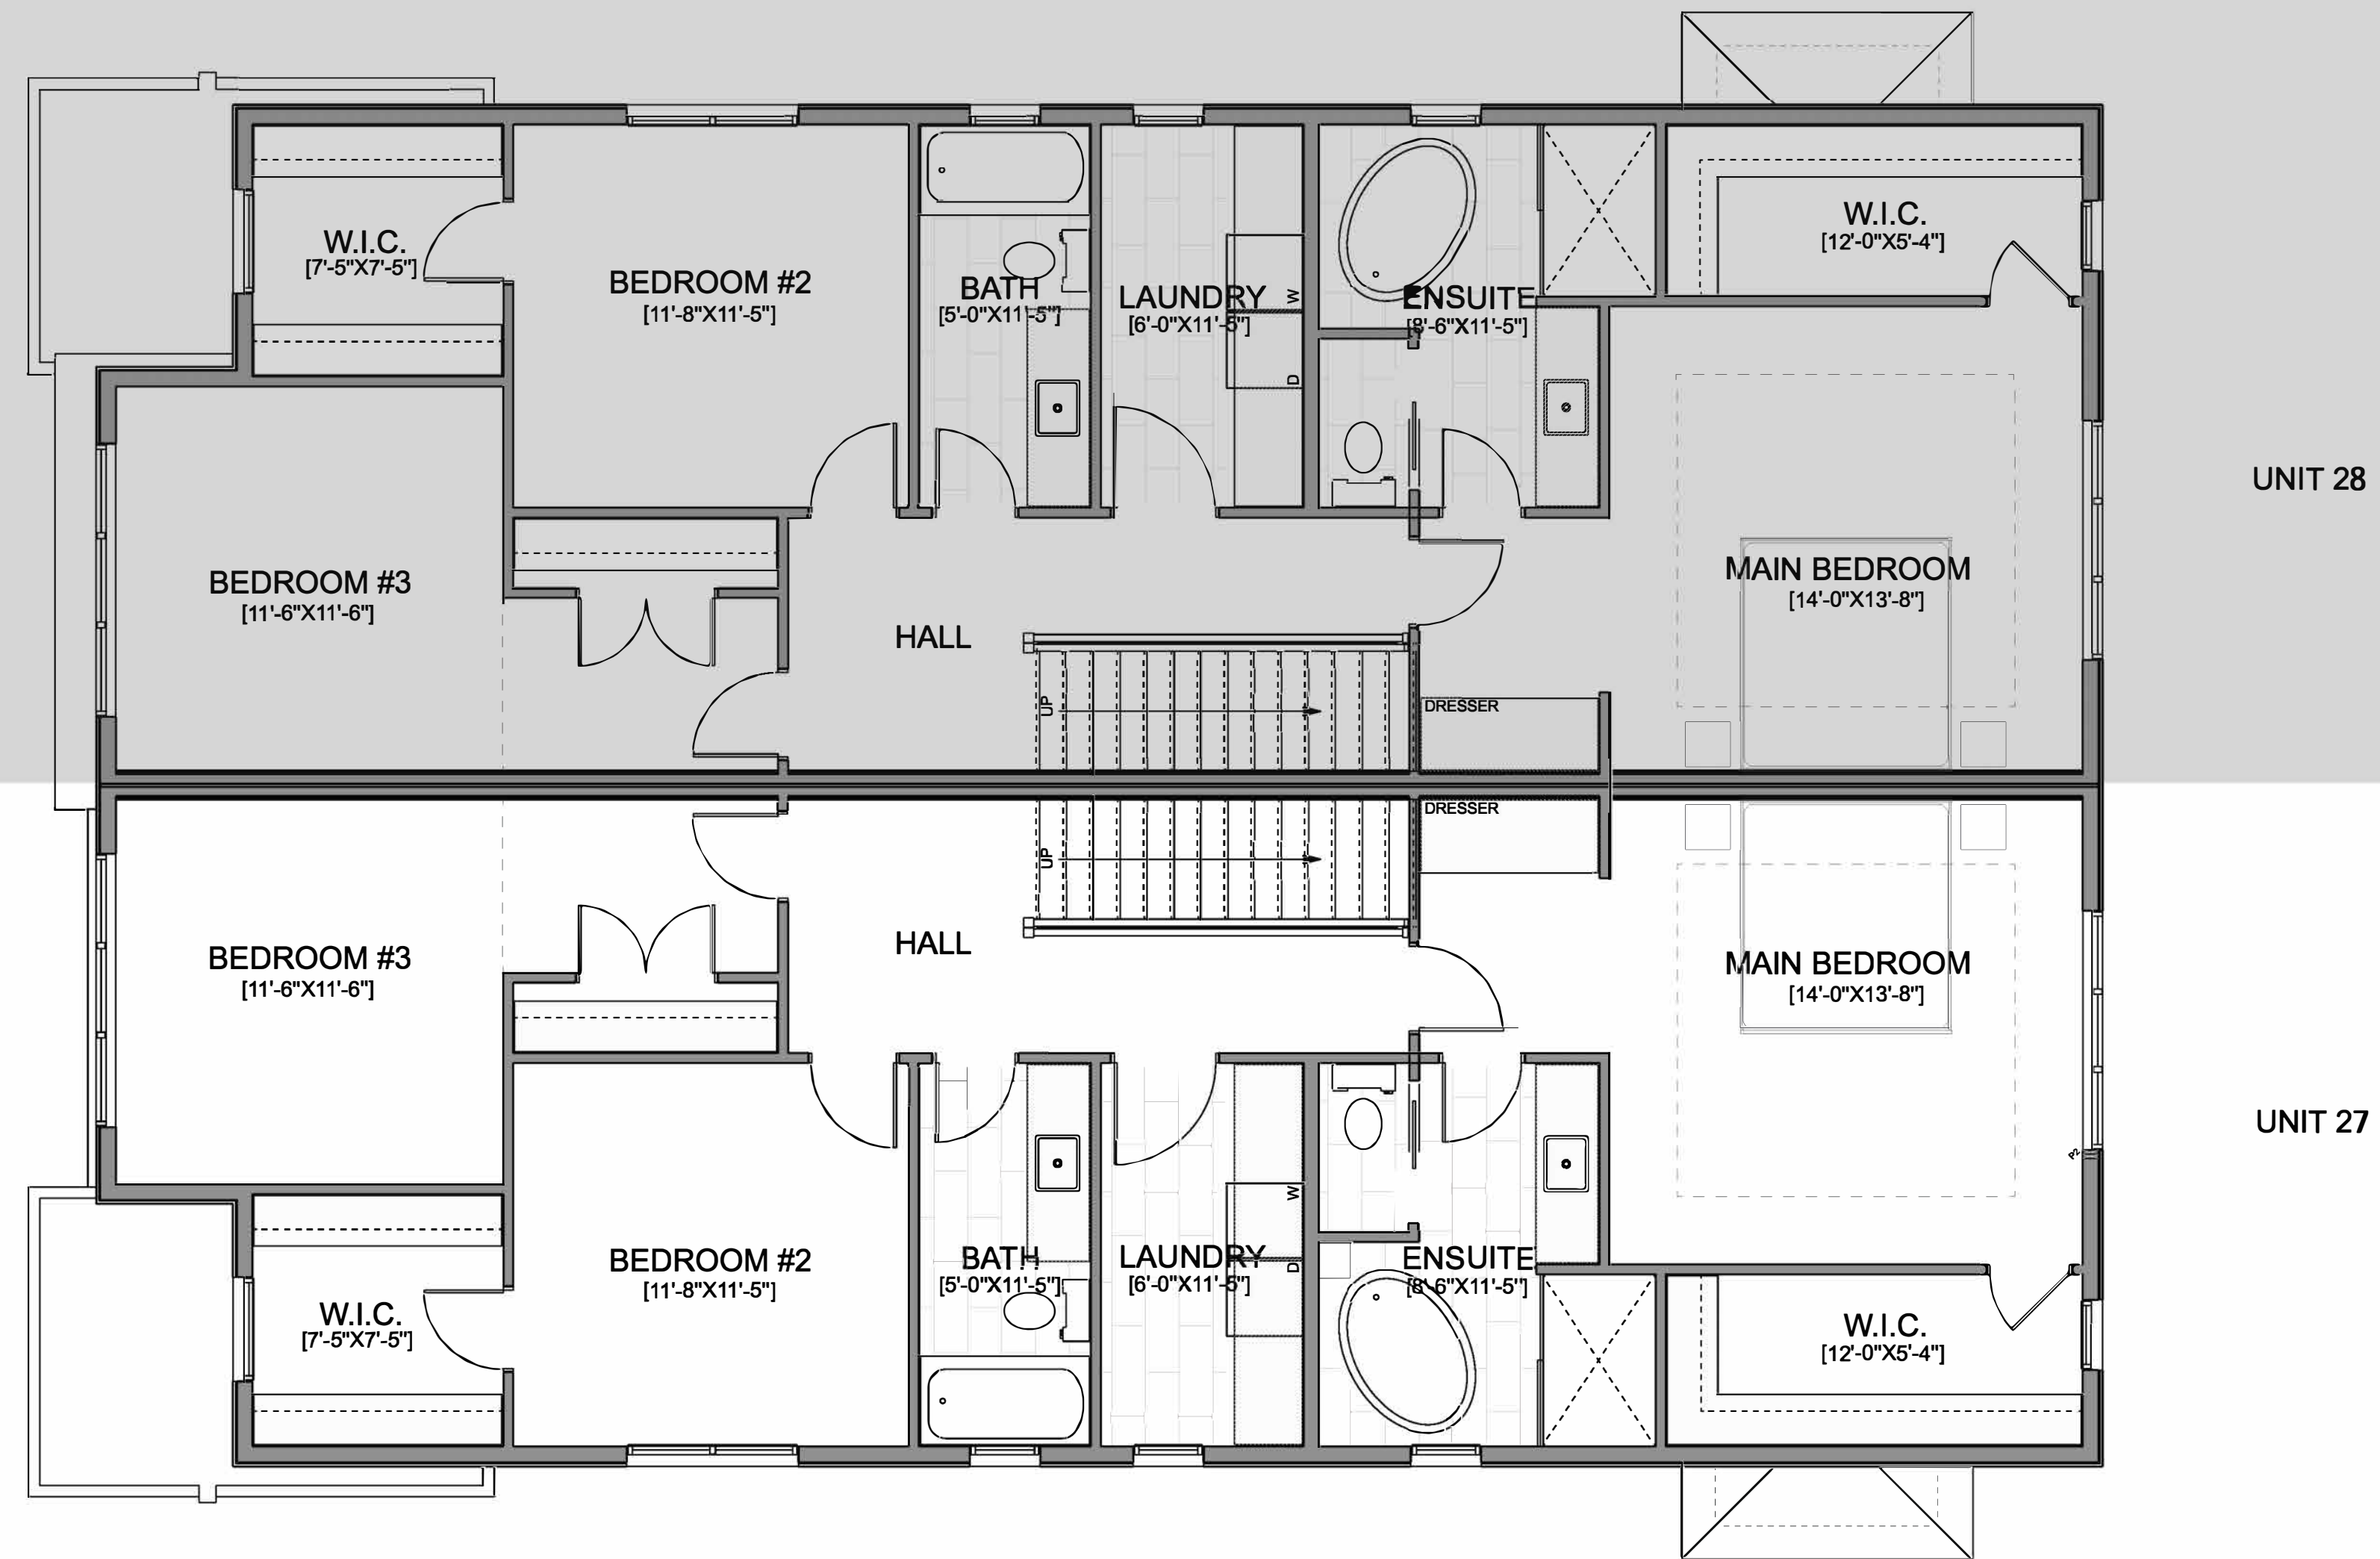 W.I.C.
[7'-5"X7'-5"]
BEDROOM #2
[11'-8"X11'-5"]
BATH
[5'-0"X11'-5"]
LAUNDRY
[6'-0"X11'-5"]
W
D
ENSUITE
[8'-6"X11'-5"]
W.I.C.
[12'-0"X5'-4"]
UNIT 28
BEDROOM #3
[11'-6"X11'-6"]
HALL
MAIN BEDROOM
[14'-0"X13'-8"]
UP
DRESSER
UP
DRESSER
BEDROOM #3
[11'-6"X11'-6"]
HALL
MAIN BEDROOM
[14'-0"X13'-8"]
UNIT 27
P2
W.I.C.
[7'-5"X7'-5"]
BEDROOM #2
[11'-8"X11'-5"]
BATH
[5'-0"X11'-5"]
LAUNDRY
[6'-0"X11'-5"]
W
D
ENSUITE
[8'-6"X11'-5"]
W.I.C.
[12'-0"X5'-4"]